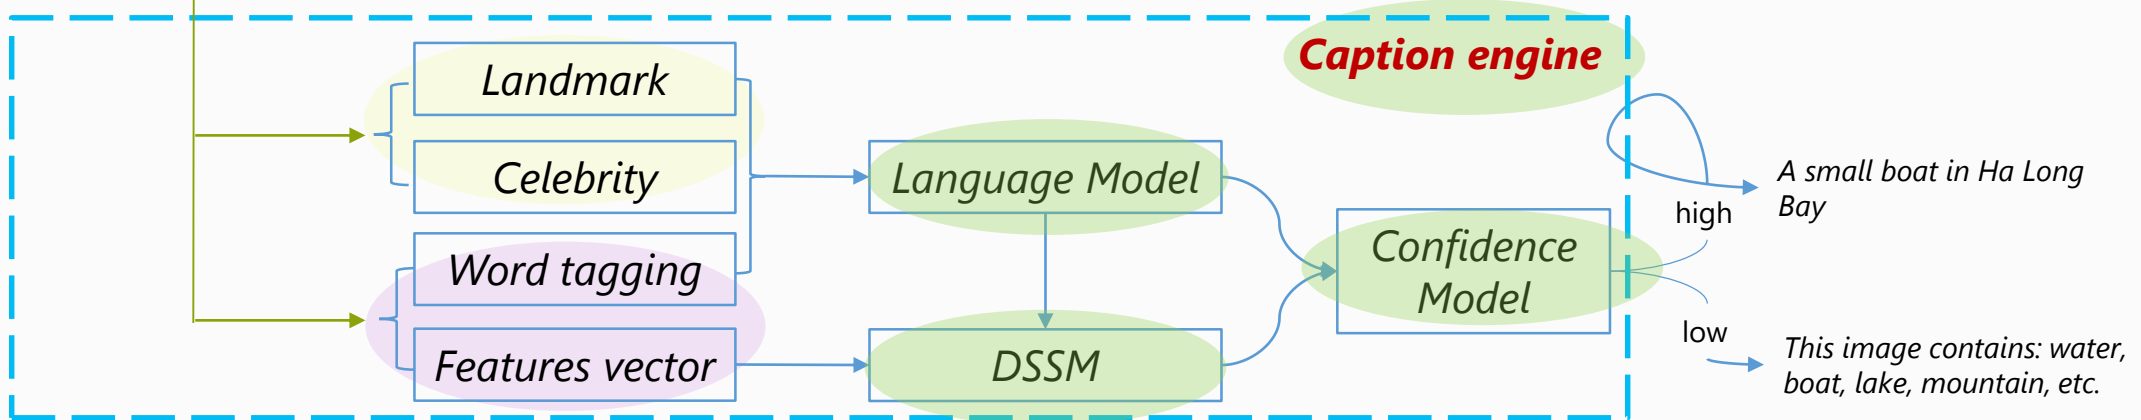 Caption engine
Landmark
Celebrity
Word tagging
Features vector
Language Model
DSSM
Confidence
Model
high
A small boat in Ha Long
Bay
low
This image contains: water,
boat, lake, mountain, etc.